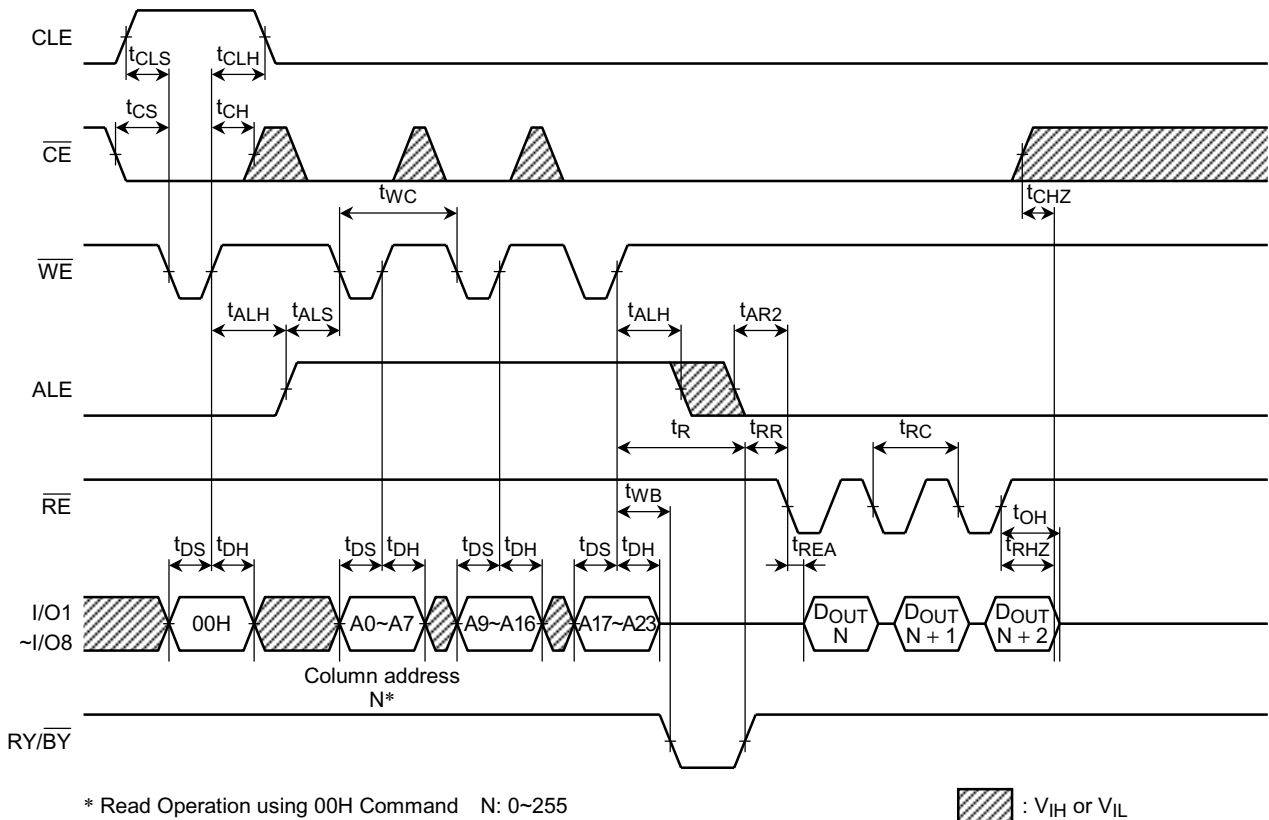 CLE
tCLS
tCLH
tCS
tCH
CE
tWC
tCHZ
WE
tALH
tALS
tALH
tAR2
ALE
tR
tRR
tRC
RE
tWB
tOH
tDS
tDH
tDS
tDH
tDS
tDH
tDS
tDH
tREA
tRHZ
I/O1
~I/O8
00H
A0~A7
A9~A16
A17~A23
DOUT
N
DOUT
N + 1
DOUT
N + 2
Column address
N*
RY/BY
* Read Operation using 00H Command N: 0~255
: VIH or VIL